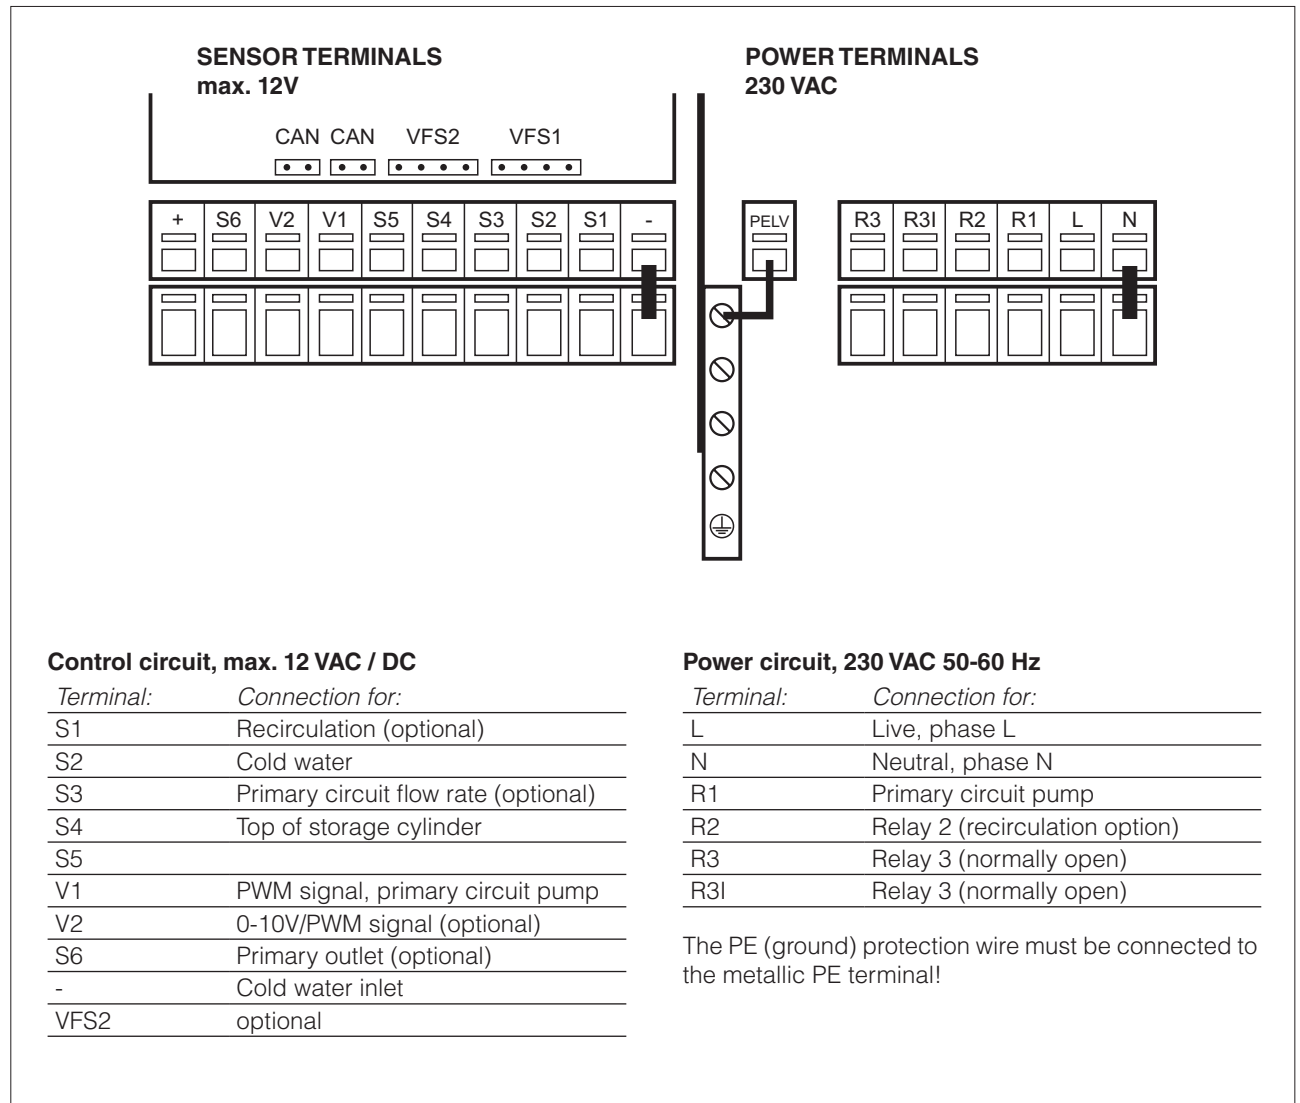 SENSOR TERMINALS
max. 12V
POWER TERMINALS
230 VAC
CAN CAN VFS2 VFS1
+ S6 V2 V1 S5 S4 S3 S2 S1 -
PELV
R3 R3I R2 R1 L N
Control circuit, max. 12 VAC / DC
Terminal: Connection for:
S1 Recirculation (optional)
S2 Cold water
S3 Primary circuit flow rate (optional)
S4 Top of storage cylinder
S5
V1 PWM signal, primary circuit pump
V2 0-10V/PWM signal (optional)
S6 Primary outlet (optional)
- Cold water inlet
VFS2 optional
Power circuit, 230 VAC 50-60 Hz
Terminal: Connection for:
L Live, phase L
N Neutral, phase N
R1 Primary circuit pump
R2 Relay 2 (recirculation option)
R3 Relay 3 (normally open)
R3I Relay 3 (normally open)
The PE (ground) protection wire must be connected to
the metallic PE terminal!